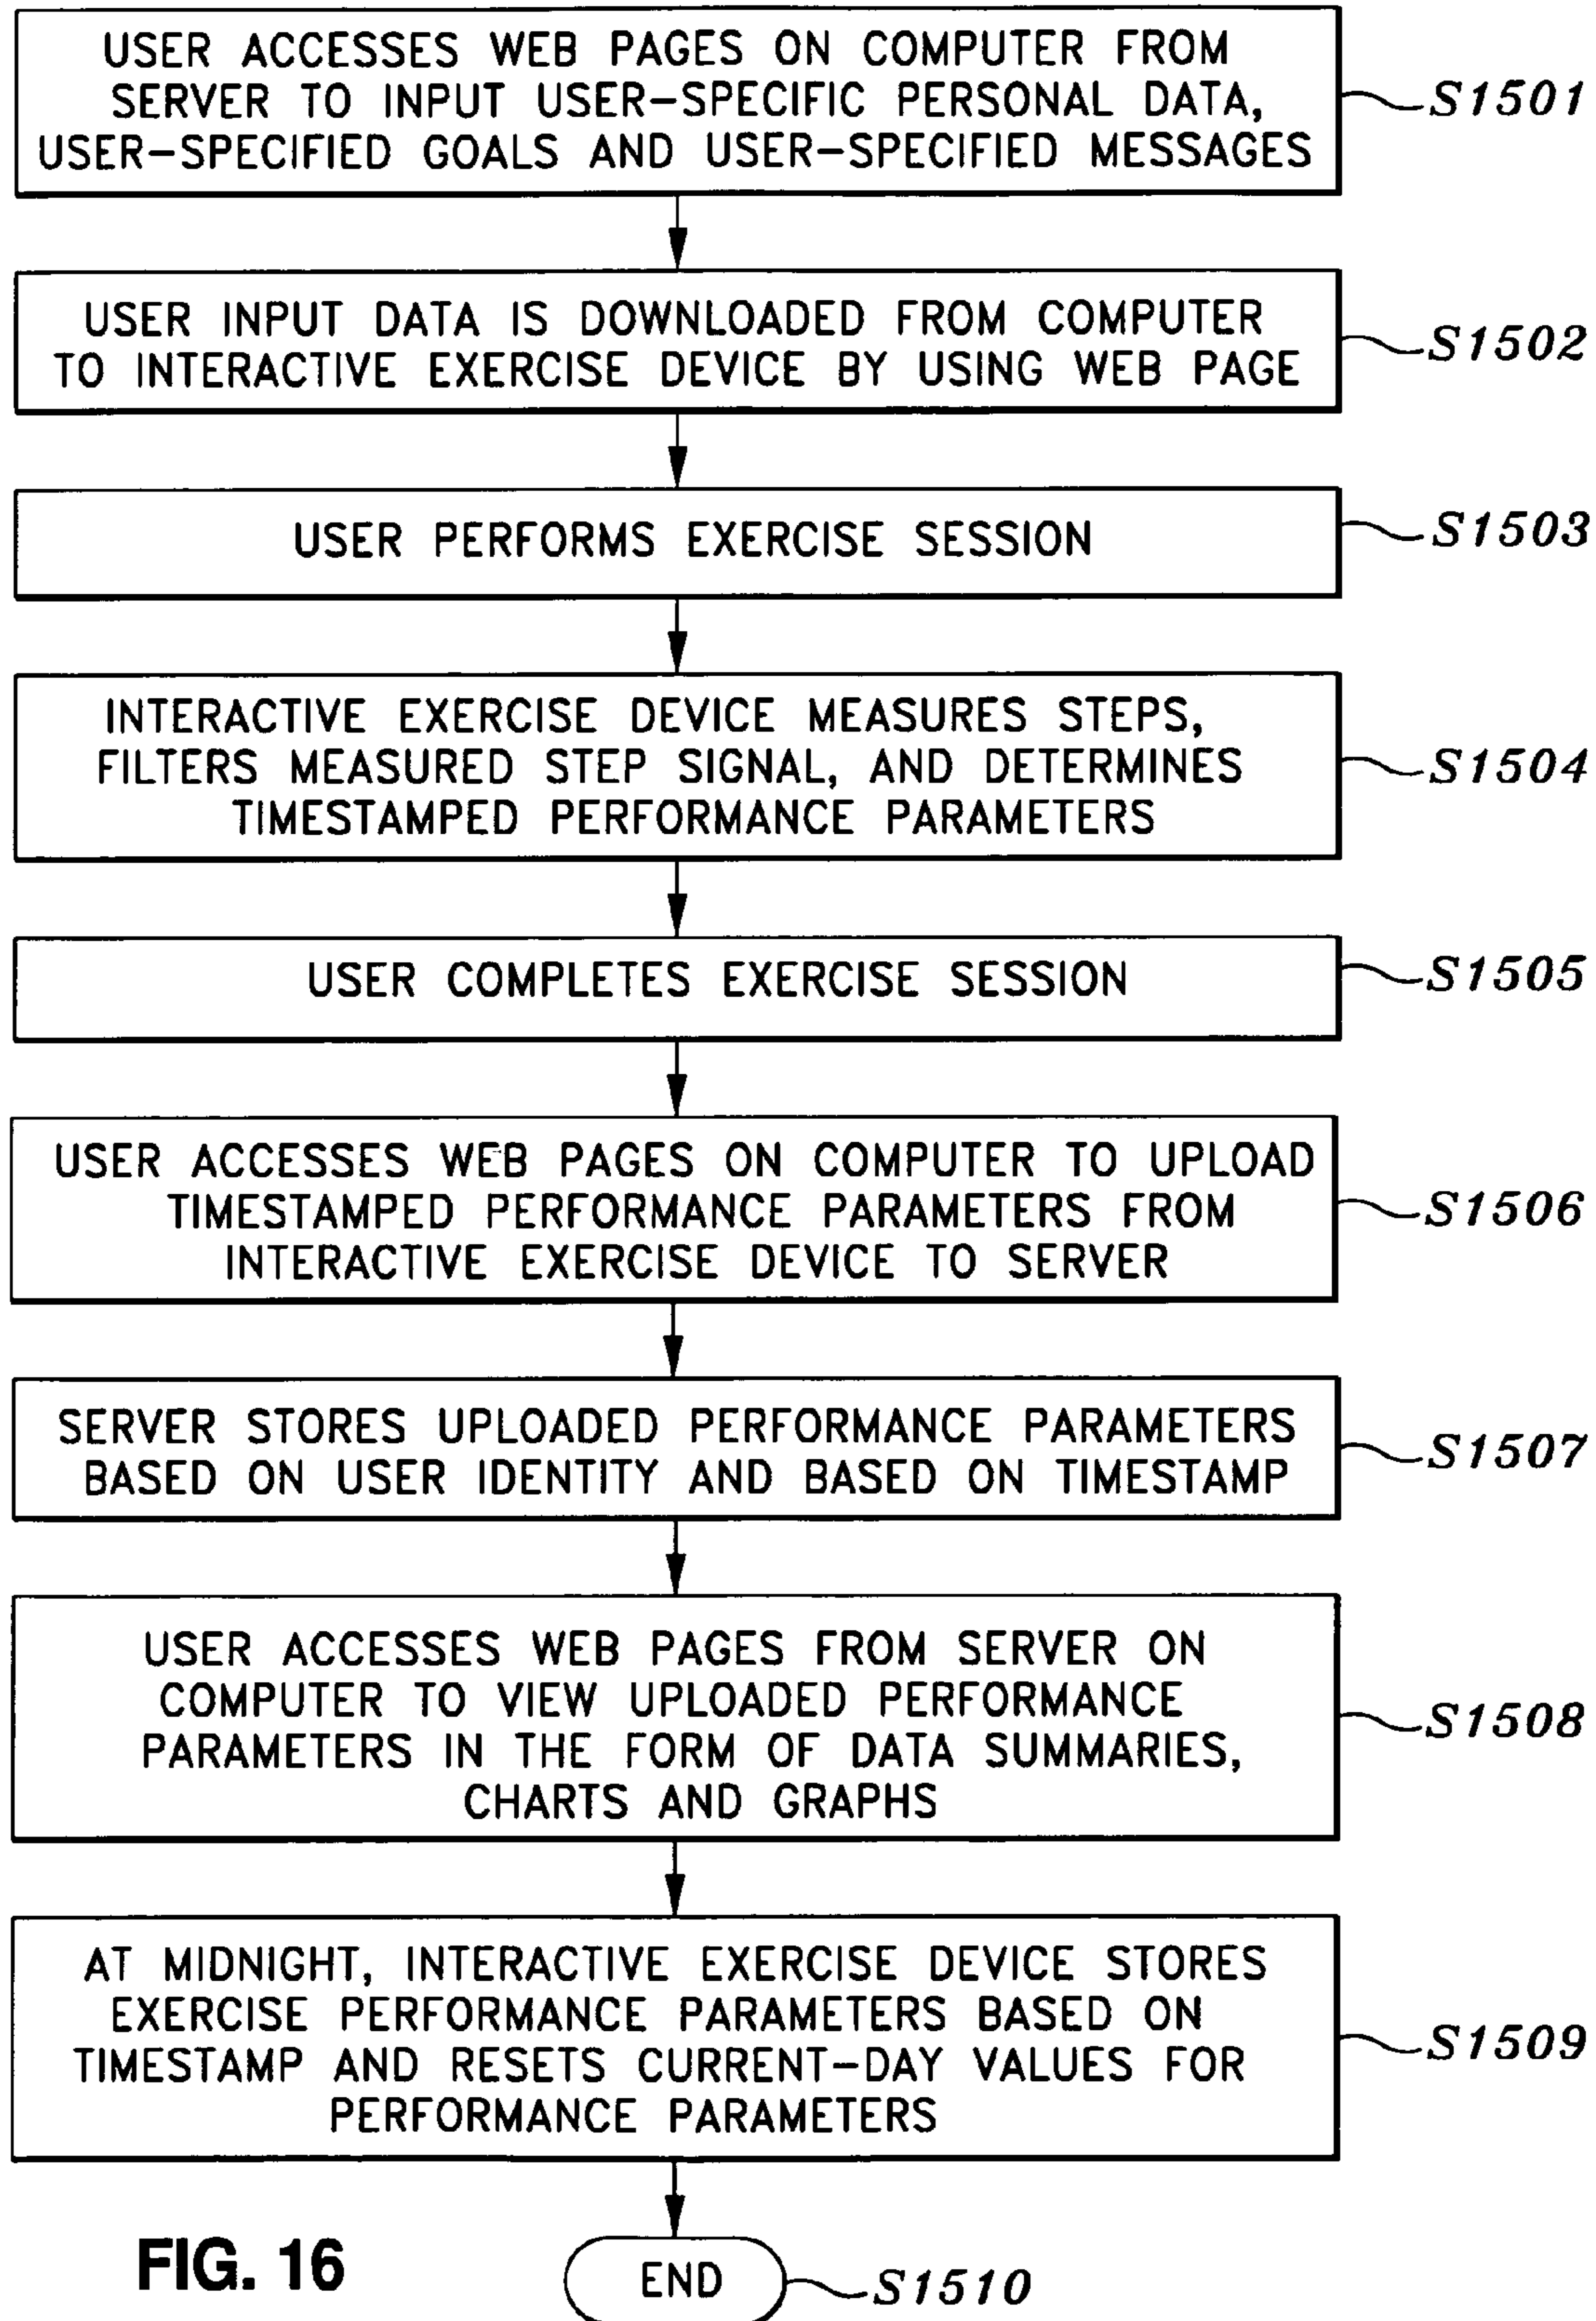 USER ACCESSES WEB PAGES ON COMPUTER FROM
SERVER TO INPUT USER-SPECIFIC PERSONAL DATA,
USER-SPECIFIED GOALS AND USER-SPECIFIED MESSAGES
S1501
USER INPUT DATA IS DOWNLOADED FROM COMPUTER
TO INTERACTIVE EXERCISE DEVICE BY USING WEB PAGE
S1502
USER PERFORMS EXERCISE SESSION
S1503
INTERACTIVE EXERCISE DEVICE MEASURES STEPS,
FILTERS MEASURED STEP SIGNAL, AND DETERMINES
TIMESTAMPED PERFORMANCE PARAMETERS
S1504
USER COMPLETES EXERCISE SESSION
S1505
USER ACCESSES WEB PAGES ON COMPUTER TO UPLOAD
TIMESTAMPED PERFORMANCE PARAMETERS FROM
INTERACTIVE EXERCISE DEVICE TO SERVER
S1506
SERVER STORES UPLOADED PERFORMANCE PARAMETERS
BASED ON USER IDENTITY AND BASED ON TIMESTAMP
S1507
USER ACCESSES WEB PAGES FROM SERVER ON
COMPUTER TO VIEW UPLOADED PERFORMANCE
PARAMETERS IN THE FORM OF DATA SUMMARIES,
CHARTS AND GRAPHS
S1508
AT MIDNIGHT, INTERACTIVE EXERCISE DEVICE STORES
EXERCISE PERFORMANCE PARAMETERS BASED ON
TIMESTAMP AND RESETS CURRENT-DAY VALUES FOR
PERFORMANCE PARAMETERS
S1509
FIG. 16
END
S1510